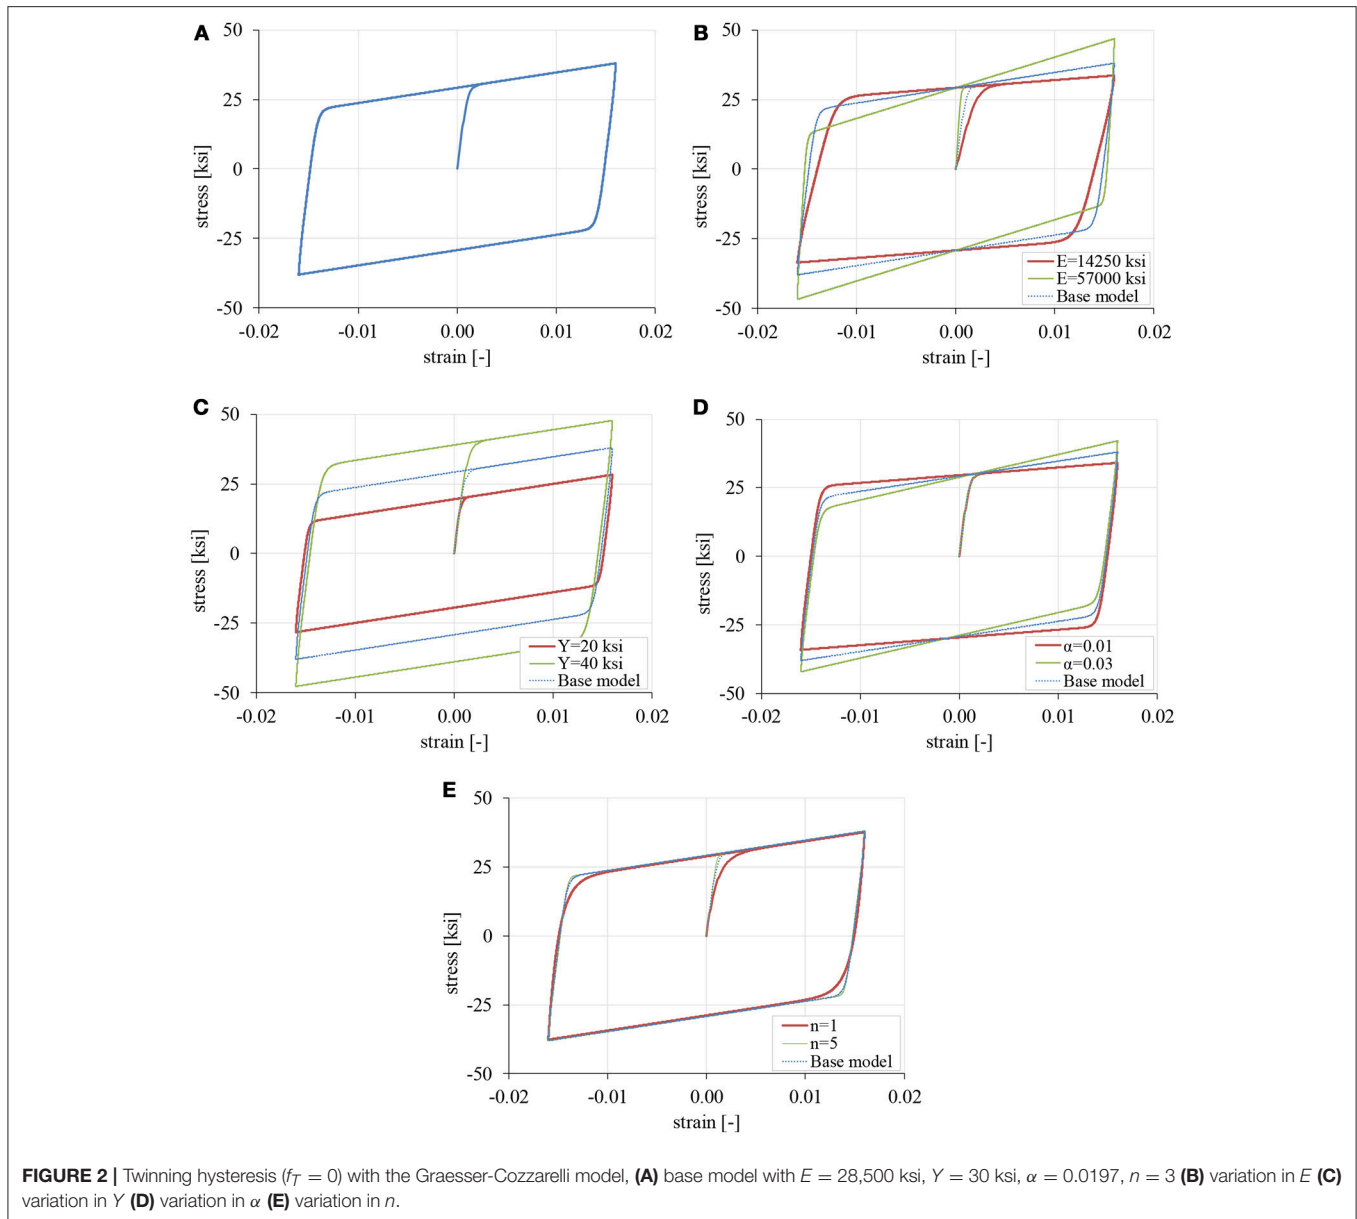 A
50
25
0
-25
-50
-0.02 -0.01 0.00 0.01 0.02
stress [ksi]
strain [-]
B
50
25
0
-25
-50
-0.02 -0.01 0.00 0.01 0.02
stress [ksi]
strain [-]
E=14250 ksi
E=57000 ksi
Base model
C
50
25
0
-25
-50
-0.02 -0.01 0.00 0.01 0.02
stress [ksi]
strain [-]
Y=20 ksi
Y=40 ksi
Base model
D
50
25
0
-25
-50
-0.02 -0.01 0.00 0.01 0.02
stress [ksi]
strain [-]
α=0.01
α=0.03
Base model
E
50
25
0
-25
-50
-0.02 -0.01 0.00 0.01 0.02
stress [ksi]
strain [-]
n=1
n=5
Base model
FIGURE 2 | Twinning hysteresis (f_T = 0) with the Graesser-Cozzarelli model, (A) base model with E = 28,500 ksi, Y = 30 ksi, α = 0.0197, n = 3 (B) variation in E (C)
variation in Y (D) variation in α (E) variation in n.